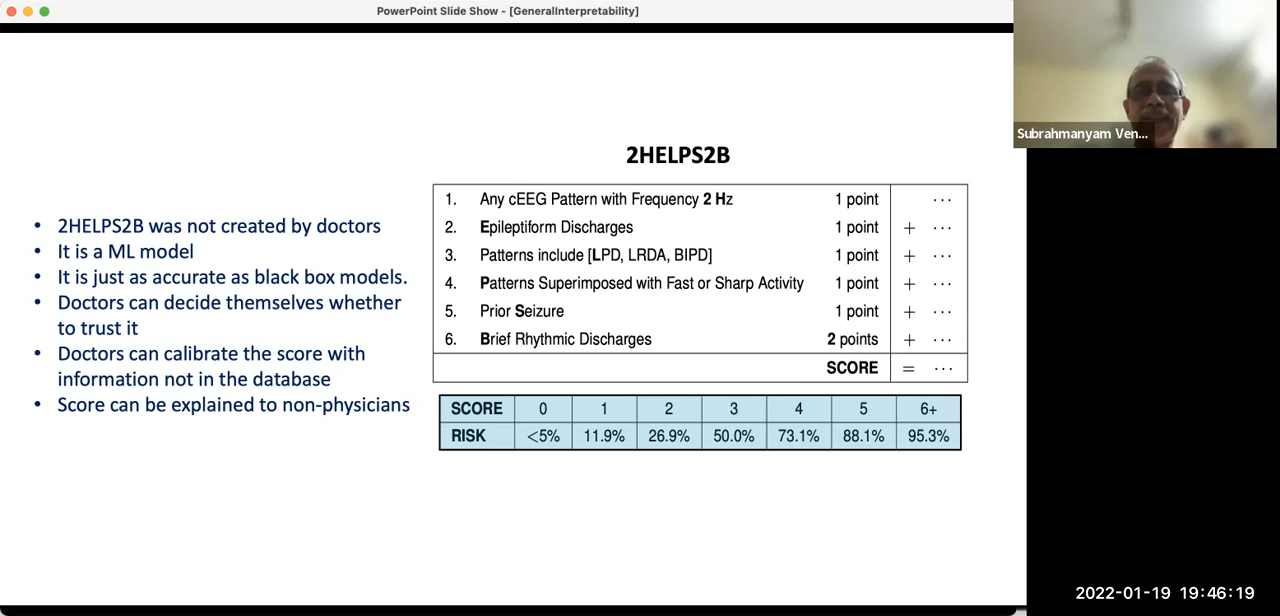 PowerPoint Slide Show - [GeneralInterpretability]
Subrahmanyam Ven...
2HELPS2B
• 2HELPS2B was not created by doctors
• It is a ML model
• It is just as accurate as black box models.
• Doctors can decide themselves whether
to trust it
• Doctors can calibrate the score with
information not in the database
• Score can be explained to non-physicians
1. Any cEEG Pattern with Frequency 2 Hz 1 point ...
2. Epileptiform Discharges 1 point + ...
3. Patterns include [LPD, LRDA, BIPD] 1 point + ...
4. Patterns Superimposed with Fast or Sharp Activity 1 point + ...
5. Prior Seizure 1 point + ...
6. Brief Rhythmic Discharges 2 points + ...
SCORE = ...
SCORE 0 1 2 3 4 5 6+
RISK <5% 11.9% 26.9% 50.0% 73.1% 88.1% 95.3%
2022-01-19 19:46:19